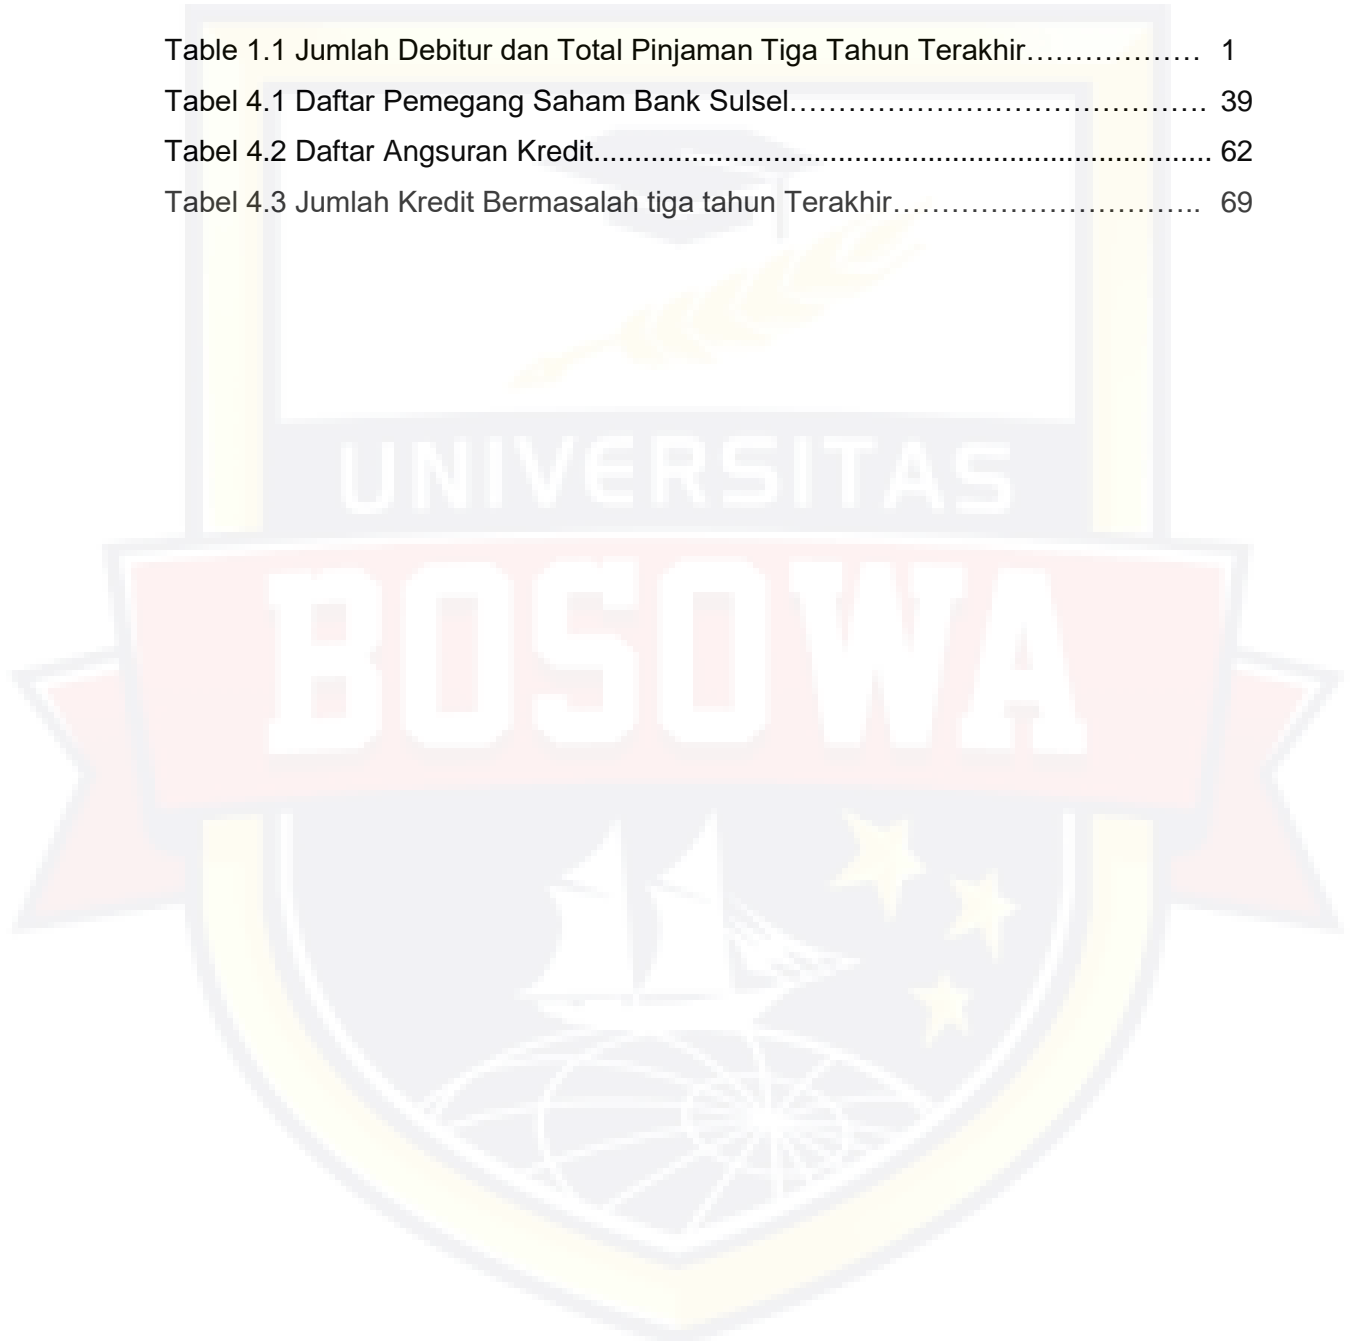 Table 1.1 Jumlah Debitur dan Total Pinjaman Tiga Tahun Terakhir……………… 1
Tabel 4.1 Daftar Pemegang Saham Bank Sulsel……………………………………. 39
Tabel 4.2 Daftar Angsuran Kredit........................................................................... 62
Tabel 4.3 Jumlah Kredit Bermasalah tiga tahun Terakhir………………………….. 69
UNIVERSITAS
BOSOWA